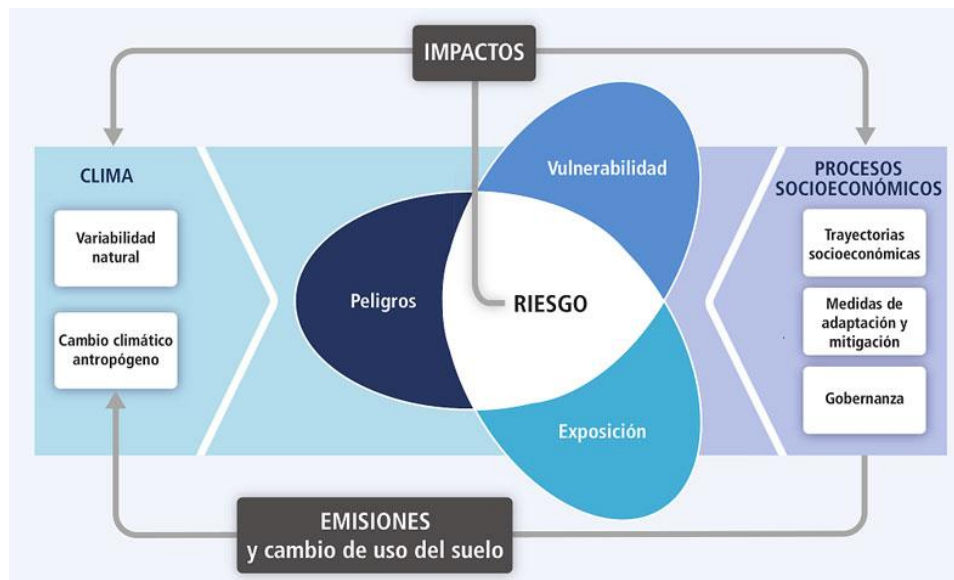 IMPACTOS
CLIMA
Variabilidad
natural
Cambio climático
antropógeno
Peligros
Vulnerabilidad
RIESGO
Exposición
PROCESOS
SOCIOECONÓMICOS
Trayectorias
socioeconómicas
Medidas de
adaptación y
mitigación
Gobernanza
EMISIONES
y cambio de uso del suelo